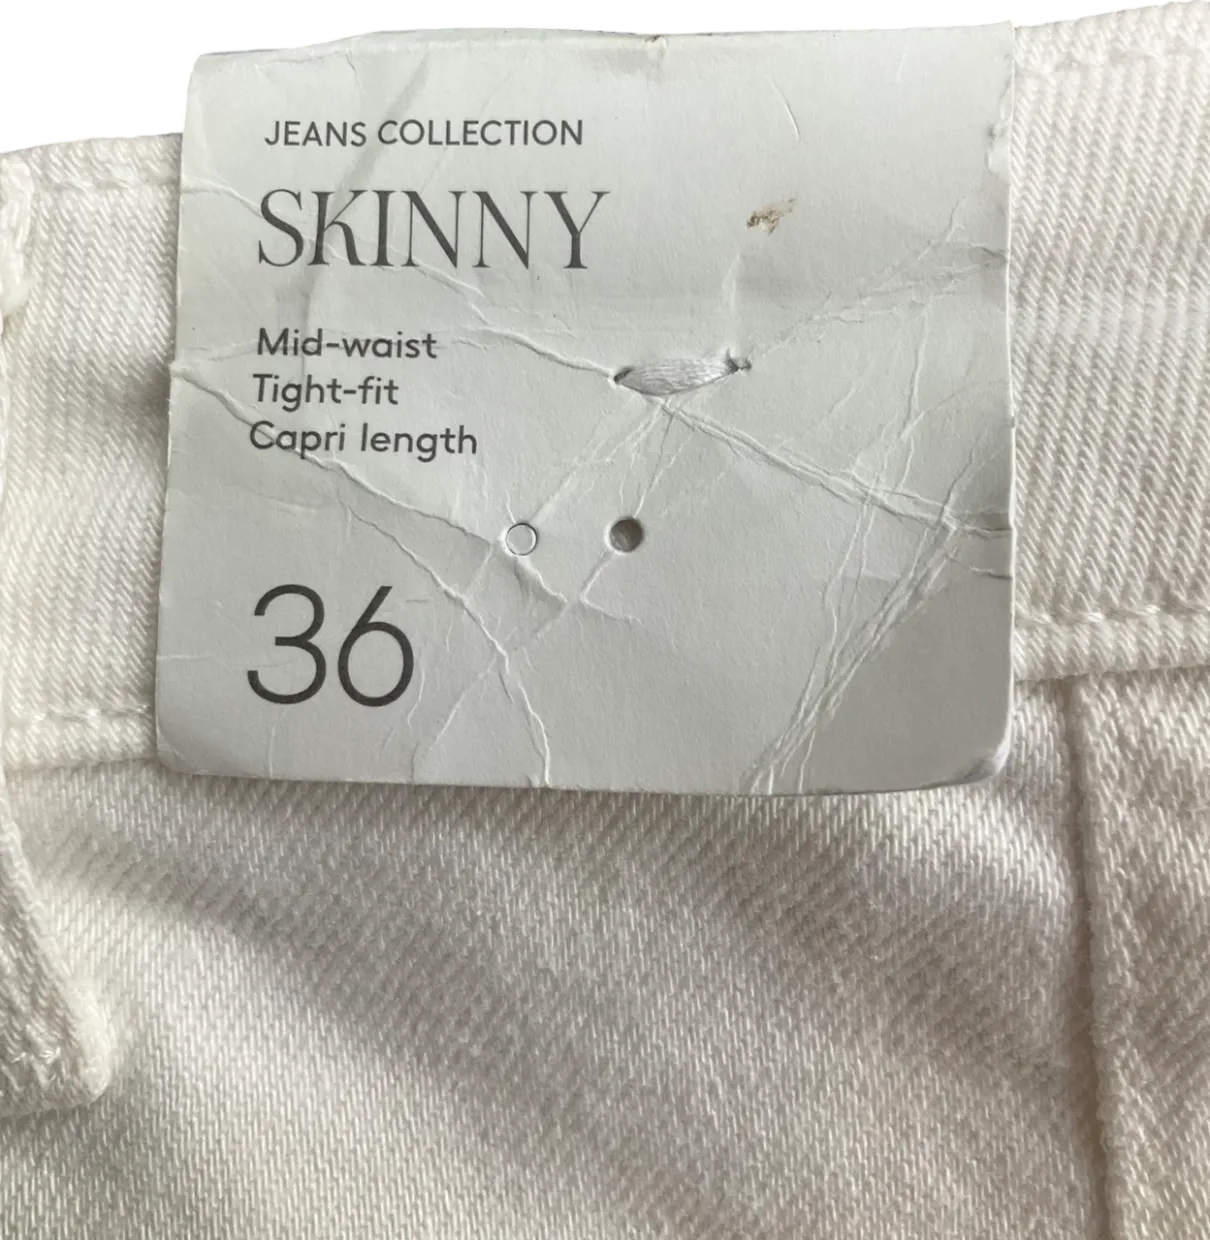 JEANS COLLECTION
SKINNY
Mid-waist
Tight-fit
Capri length
36